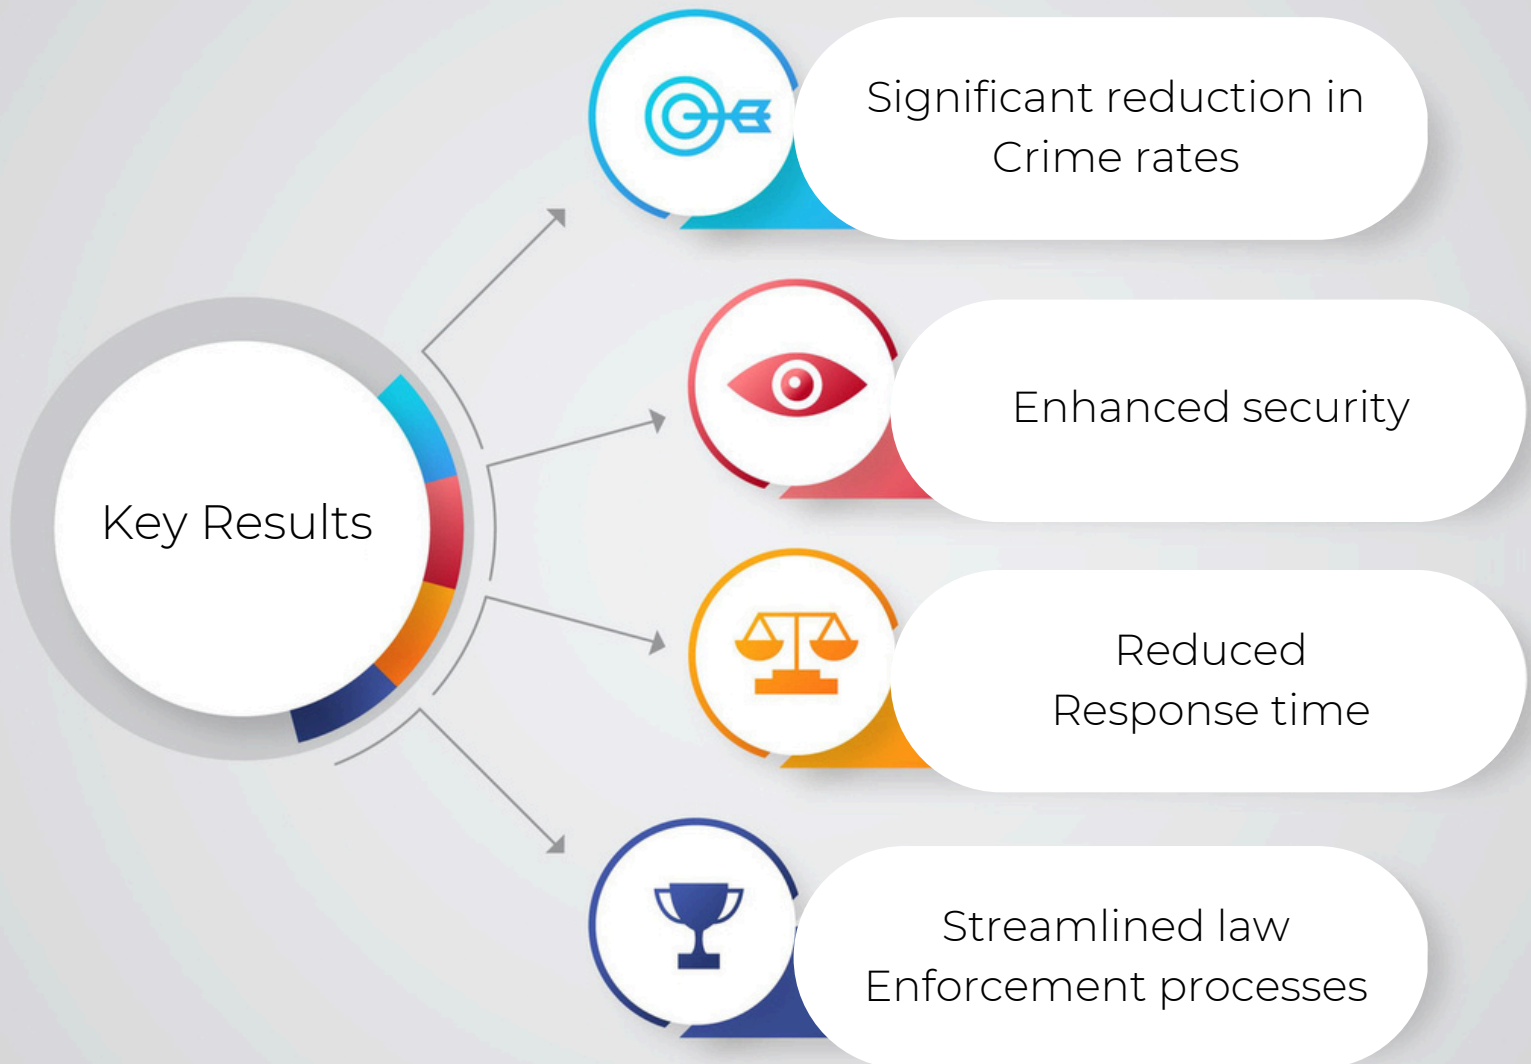 Key Results
Significant reduction in
Crime rates
Enhanced security
Reduced
Response time
Streamlined law
Enforcement processes